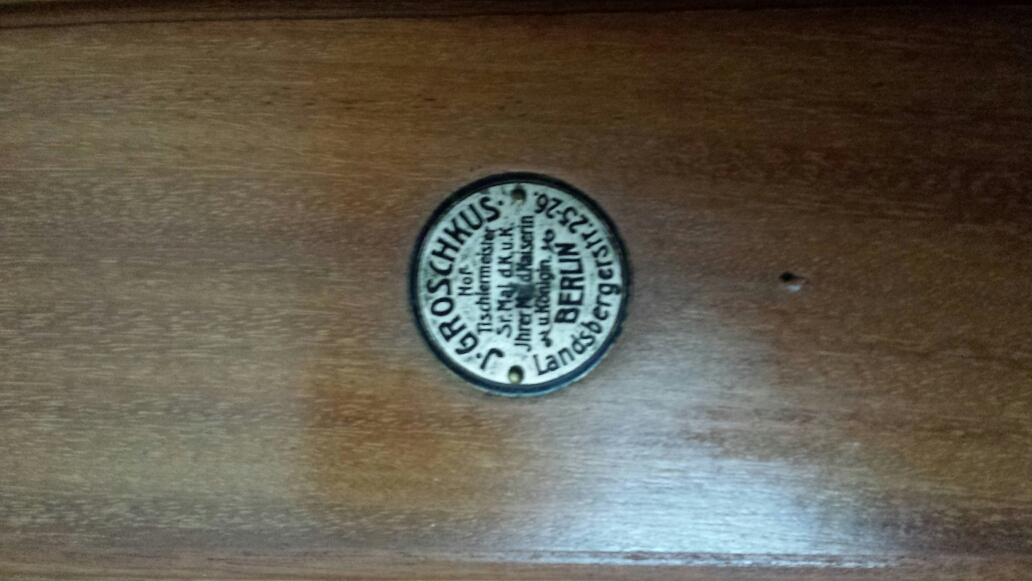 J. GROSCHKUS.
Hof
Tischlermeister
Sr. Maj. d. K. u. K.
Jhrer M. d. Kaiserin
u. Königin.
BERLIN
Landsbergerstr. 25-26.